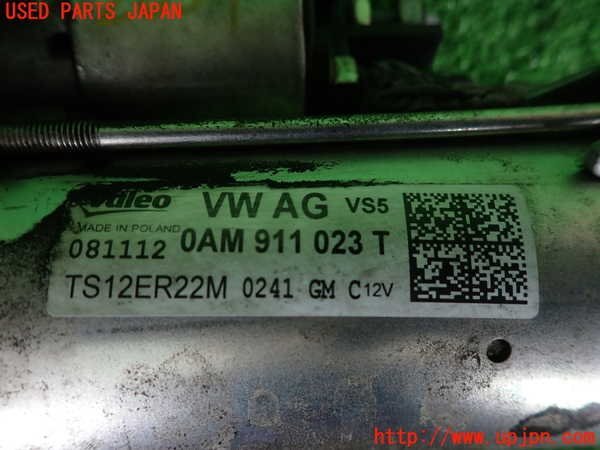 USED PARTS JAPAN
Valeo VW AG VS5
MADE IN POLAND
081112 0AM 911 023 T
TS12ER22M 0241 GM C12V
http://www.upjpn.com